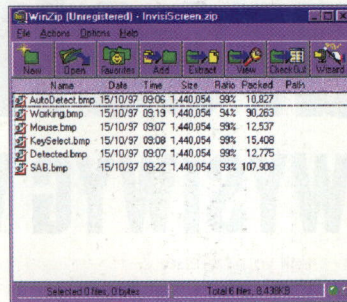 WinZip (Unregistered) - InvisiScreen.zip
File Actions Options Help
New Open Favorites Add Extract View CheckOut Wizard
Name Date Time Size Ratio Packed Path
AutoDetect.bmp 15/10/97 09:06 1,440,054 99% 10,827
Working.bmp 15/10/97 09:19 1,440,054 94% 90,263
Mouse.bmp 15/10/97 09:07 1,440,054 99% 12,537
KeySelect.bmp 15/10/97 09:08 1,440,054 99% 15,408
Detected.bmp 15/10/97 09:07 1,440,054 99% 12,775
SAB.bmp 15/10/97 09:22 1,440,054 93% 107,908
Selected 0 files, 0 bytes Total 6 files, 8,438KB